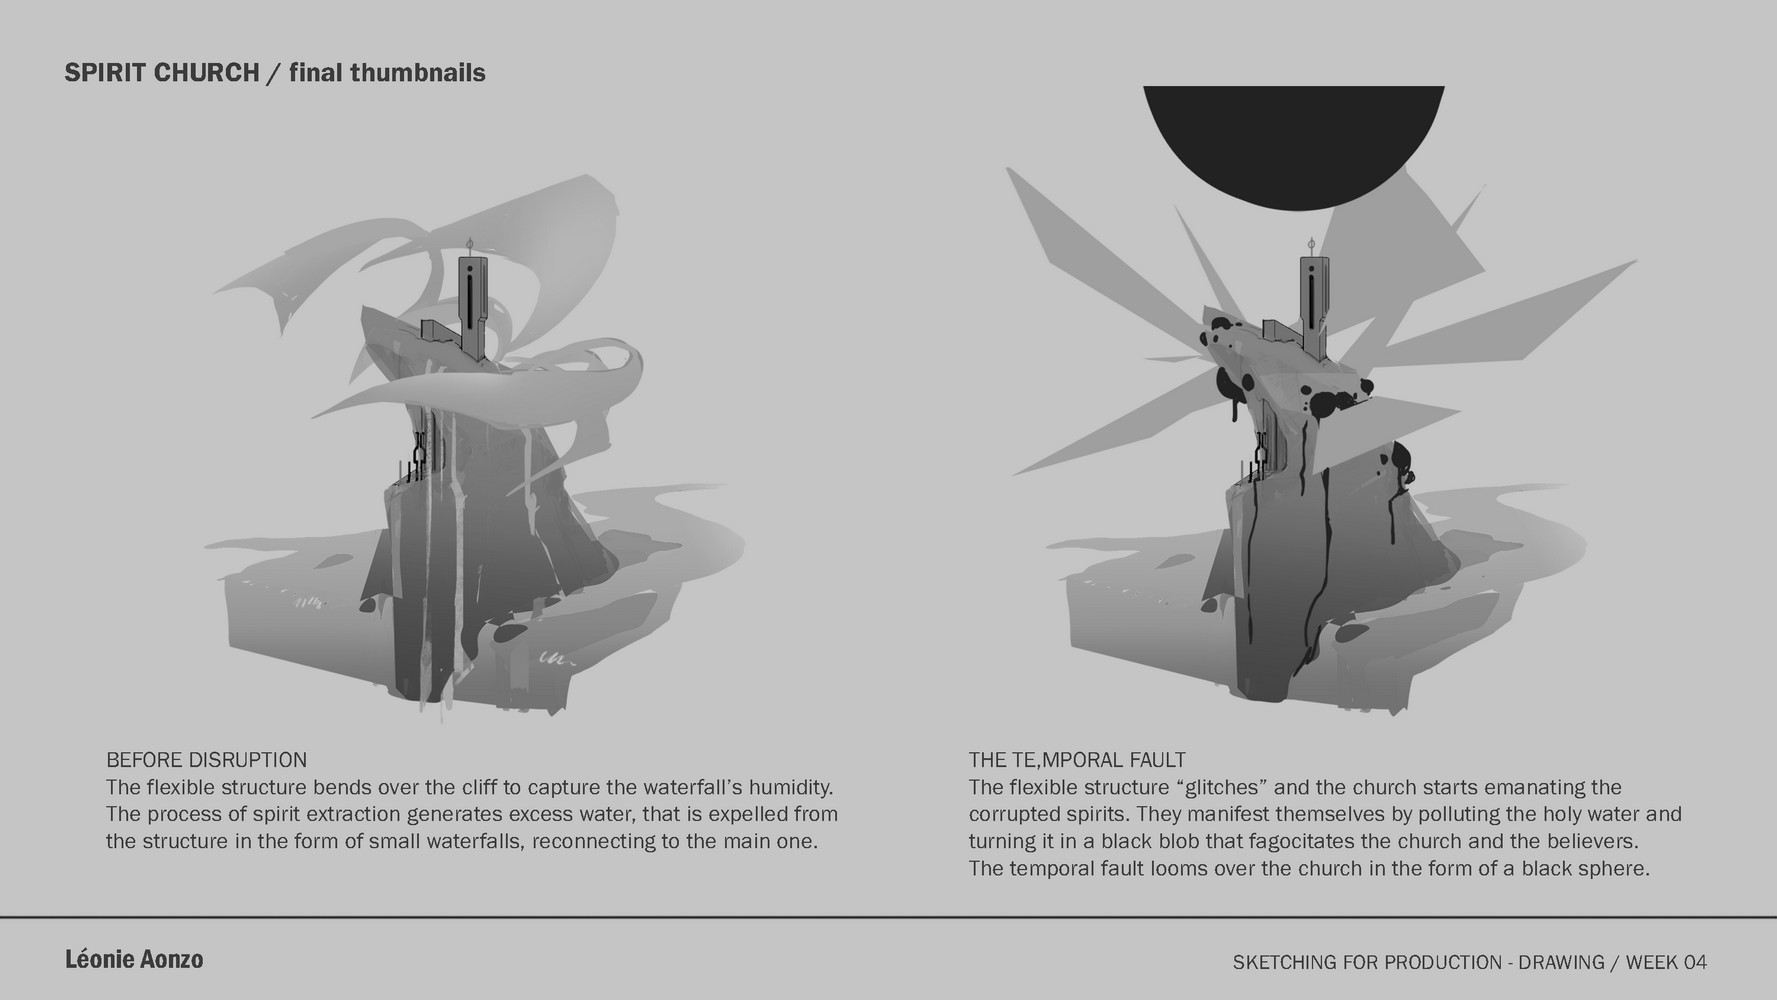 SPIRIT CHURCH / final thumbnails
BEFORE DISRUPTION
The flexible structure bends over the cliff to capture the waterfall's humidity.
The process of spirit extraction generates excess water, that is expelled from
the structure in the form of small waterfalls, reconnecting to the main one.
THE TE,MPORAL FAULT
The flexible structure “glitches” and the church starts emanating the
corrupted spirits. They manifest themselves by polluting the holy water and
turning it in a black blob that fagocitates the church and the believers.
The temporal fault looms over the church in the form of a black sphere.
Léonie Aonzo
SKETCHING FOR PRODUCTION - DRAWING / WEEK 04